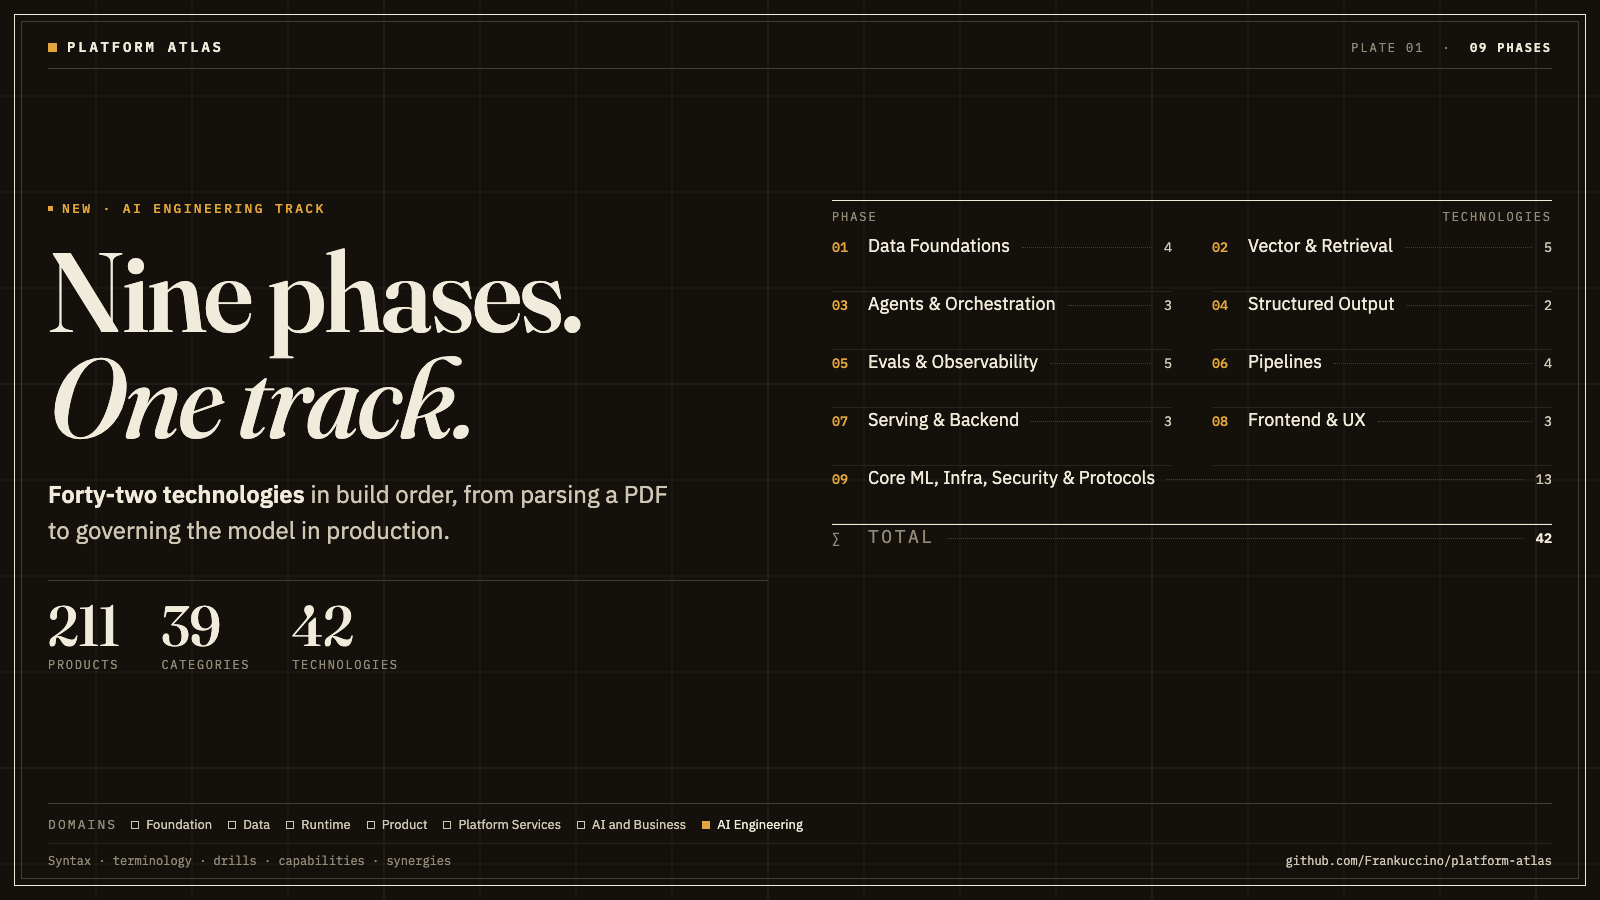 PLATFORM ATLAS
PLATE 01 · 09 PHASES
NEW · AI ENGINEERING TRACK
Nine phases.
One track.
Forty-two technologies in build order, from parsing a PDF
to governing the model in production.
211 39 42
PRODUCTS CATEGORIES TECHNOLOGIES
PHASE TECHNOLOGIES
01 Data Foundations 4 02 Vector & Retrieval 5
03 Agents & Orchestration 3 04 Structured Output 2
05 Evals & Observability 5 06 Pipelines 4
07 Serving & Backend 3 08 Frontend & UX 3
09 Core ML, Infra, Security & Protocols 13
∑ TOTAL 42
DOMAINS Foundation Data Runtime Product Platform Services AI and Business AI Engineering
Syntax · terminology · drills · capabilities · synergies
github.com/Frankuccino/platform-atlas